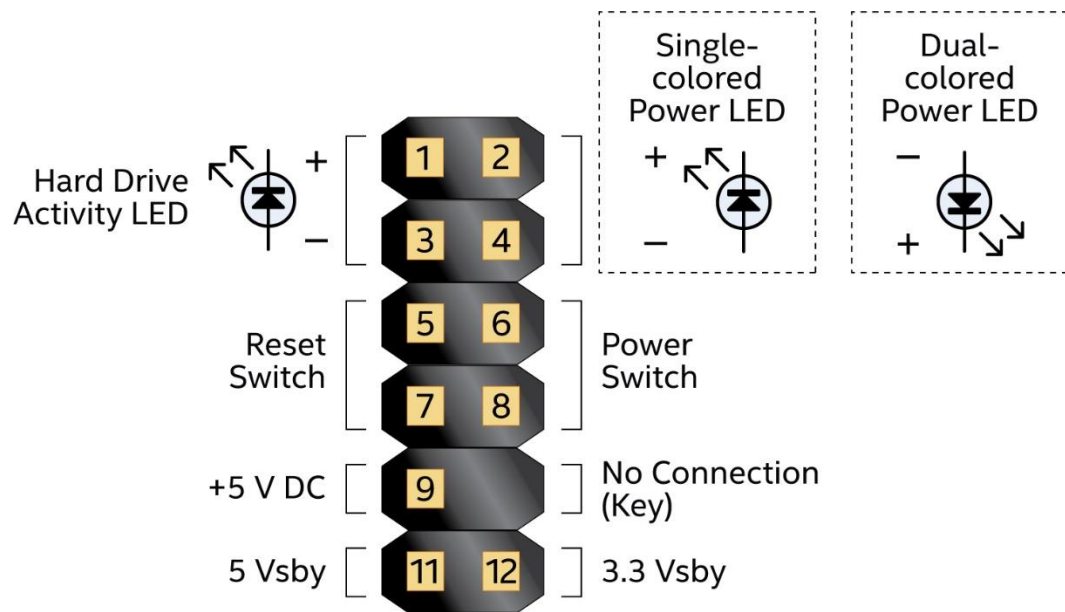 Single-
colored
Power LED
Dual-
colored
Power LED
Hard Drive
Activity LED
+
−
1 2
3 4
+
−
−
+
Reset
Switch
5 6
7 8
Power
Switch
+5 V DC
9
No Connection
(Key)
5 Vsby
11 12
3.3 Vsby